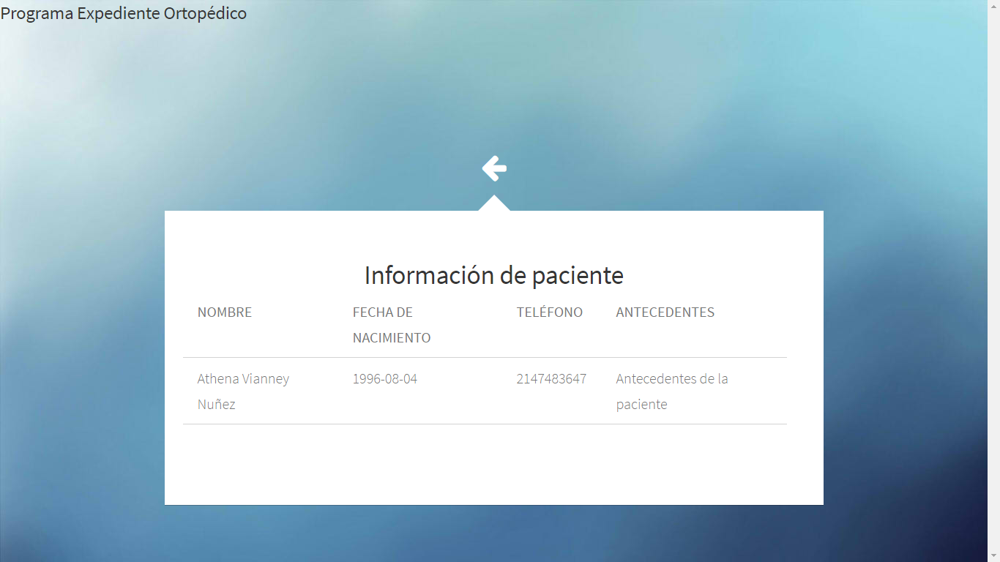 Programa Expediente Ortopédico
Información de paciente
NOMBRE FECHA DE NACIMIENTO TELÉFONO ANTECEDENTES
Athena Vianney Nuñez 1996-08-04 2147483647 Antecedentes de la paciente